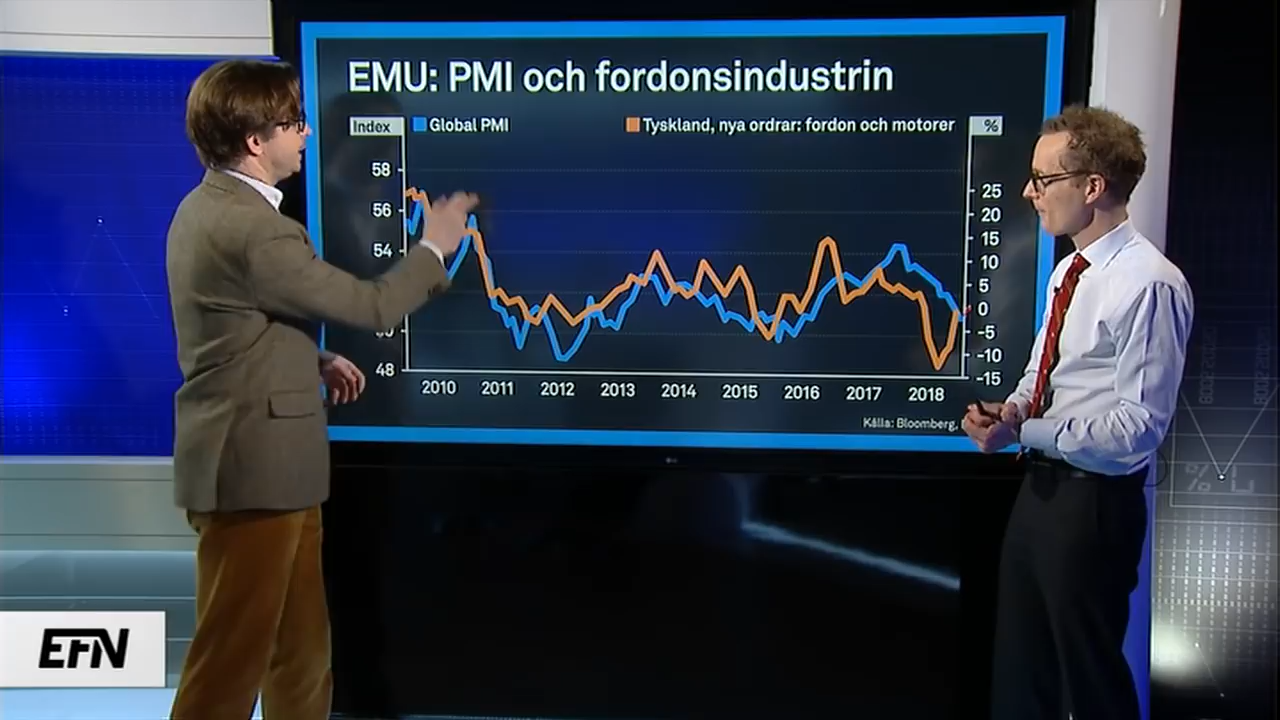 EMU: PMI och fordonsindustrin
Index
Global PMI
Tyskland, nya ordrar: fordon och motorer
%
58
56
54
48
25
20
15
10
5
0
-5
-10
-15
2010 2011 2012 2013 2014 2015 2016 2017 2018
Källa: Bloomberg,
EFN